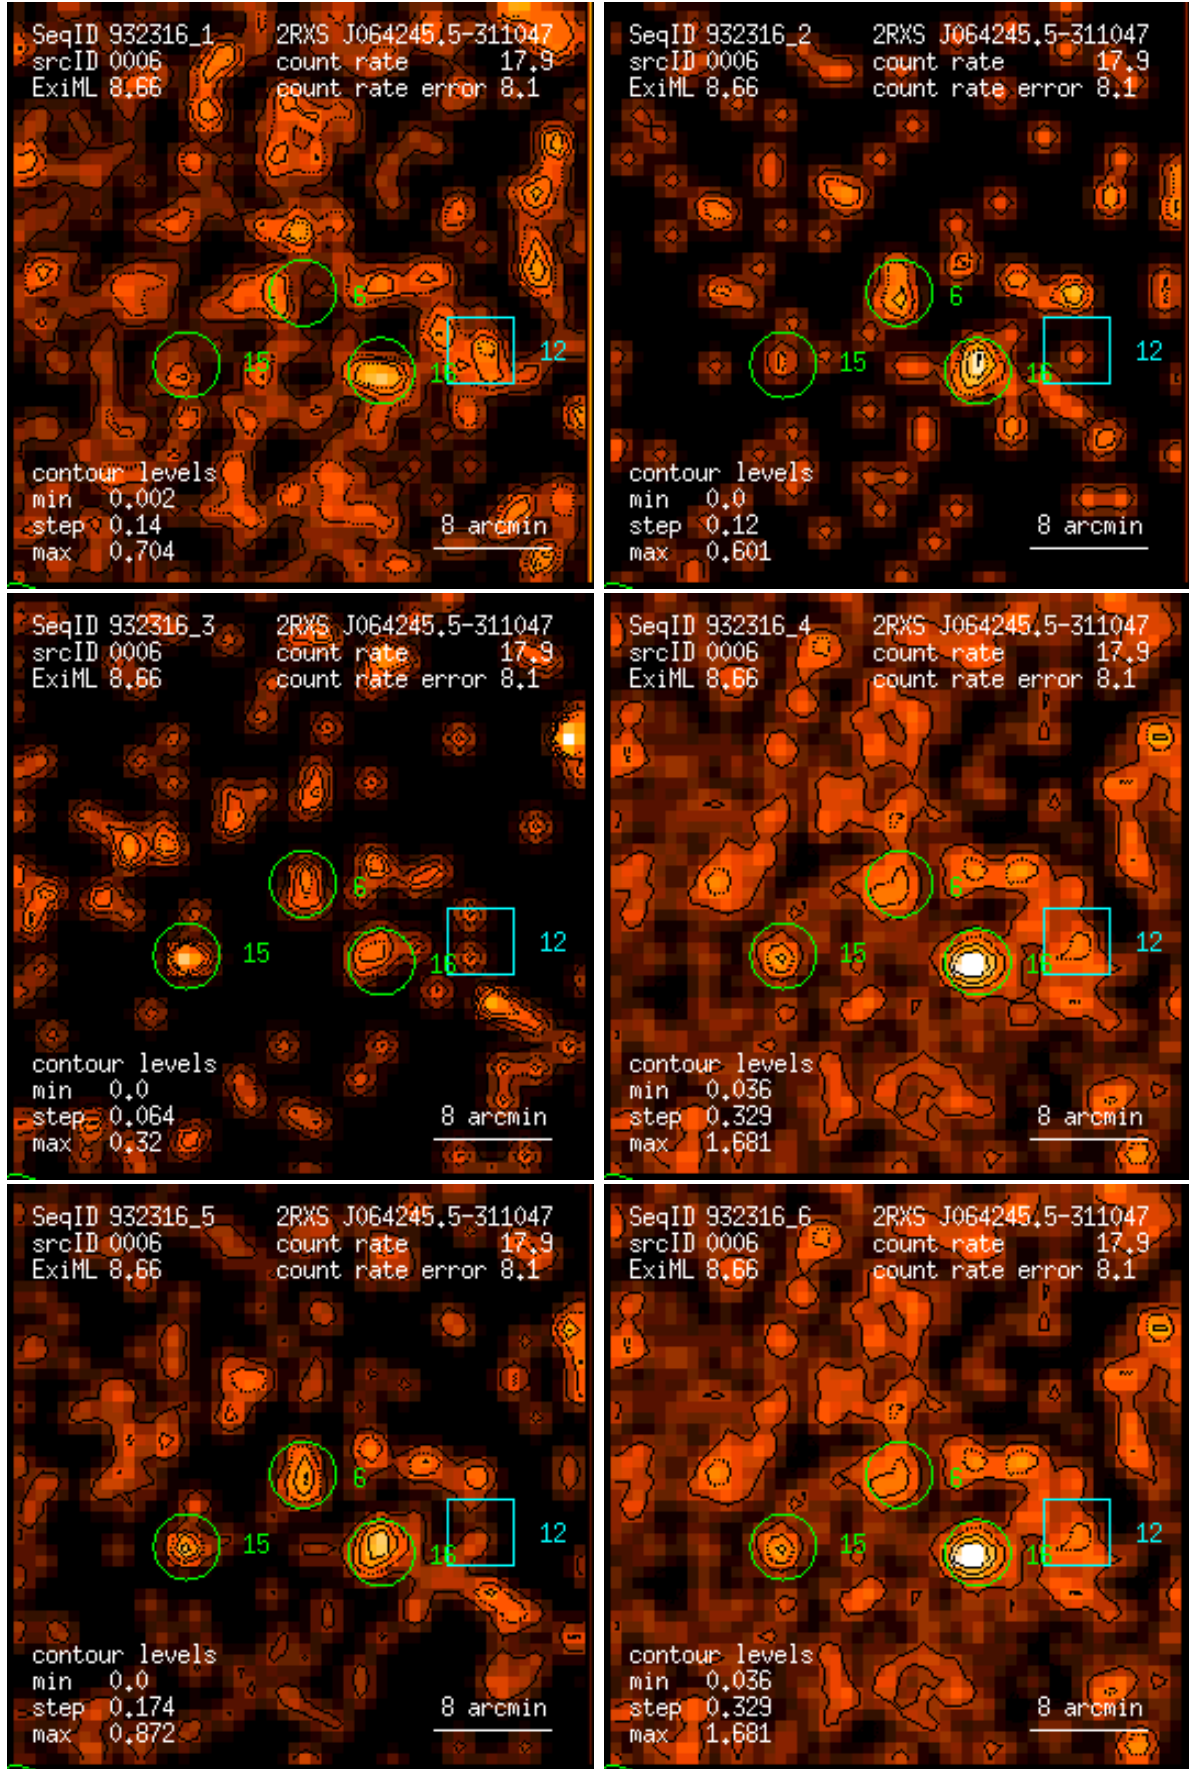 SeqID 932316_1 2RXS J064245.5-311047
srcID 0006 count rate 17.9
ExiML 8.66 count rate error 8.1
6
15
16
12
contour levels
min 0.002
step 0.14
max 0.704
8 arcmin
SeqID 932316_2 2RXS J064245.5-311047
srcID 0006 count rate 17.9
ExiML 8.66 count rate error 8.1
6
15
16
12
contour levels
min 0.0
step 0.12
max 0.601
8 arcmin
SeqID 932316_3 2RXS J064245.5-311047
srcID 0006 count rate 17.9
ExiML 8.66 count rate error 8.1
6
15
16
12
contour levels
min 0.0
step 0.064
max 0.32
8 arcmin
SeqID 932316_4 2RXS J064245.5-311047
srcID 0006 count rate 17.9
ExiML 8.66 count rate error 8.1
6
15
16
12
contour levels
min 0.036
step 0.329
max 1.681
8 arcmin
SeqID 932316_5 2RXS J064245.5-311047
srcID 0006 count rate 17.9
ExiML 8.66 count rate error 8.1
6
15
16
12
contour levels
min 0.0
step 0.174
max 0.872
8 arcmin
SeqID 932316_6 2RXS J064245.5-311047
srcID 0006 count rate 17.9
ExiML 8.66 count rate error 8.1
6
15
16
12
contour levels
min 0.036
step 0.329
max 1.681
8 arcmin